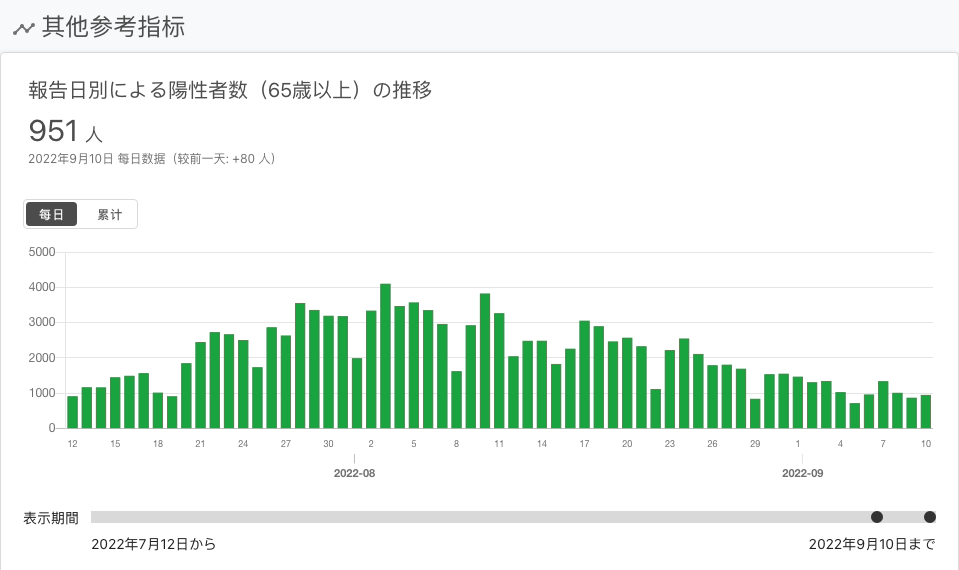 其他参考指标
報告日別による陽性者数（65歳以上）の推移
951 人
2022年9月10日 每日数据（较前一天: +80 人）
每日 累计
5000
4000
3000
2000
1000
0
12 15 18 21 24 27 30 2 5 8 11 14 17 20 23 26 29 1 4 7 10
2022-08 2022-09
表示期間
2022年7月12日から 2022年9月10日まで